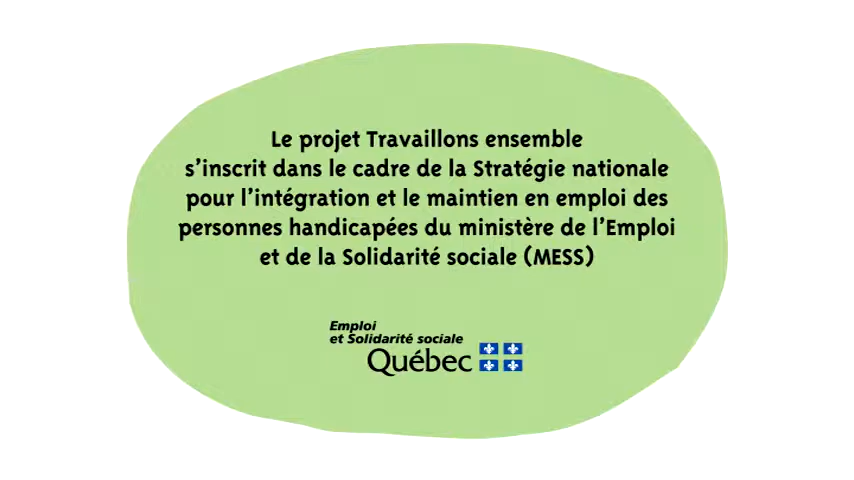 Le projet Travaillons ensemble
s'inscrit dans le cadre de la Stratégie nationale
pour l'intégration et le maintien en emploi des
personnes handicapées du ministère de l'Emploi
et de la Solidarité sociale (MESS)
Emploi
et Solidarité sociale
Québec